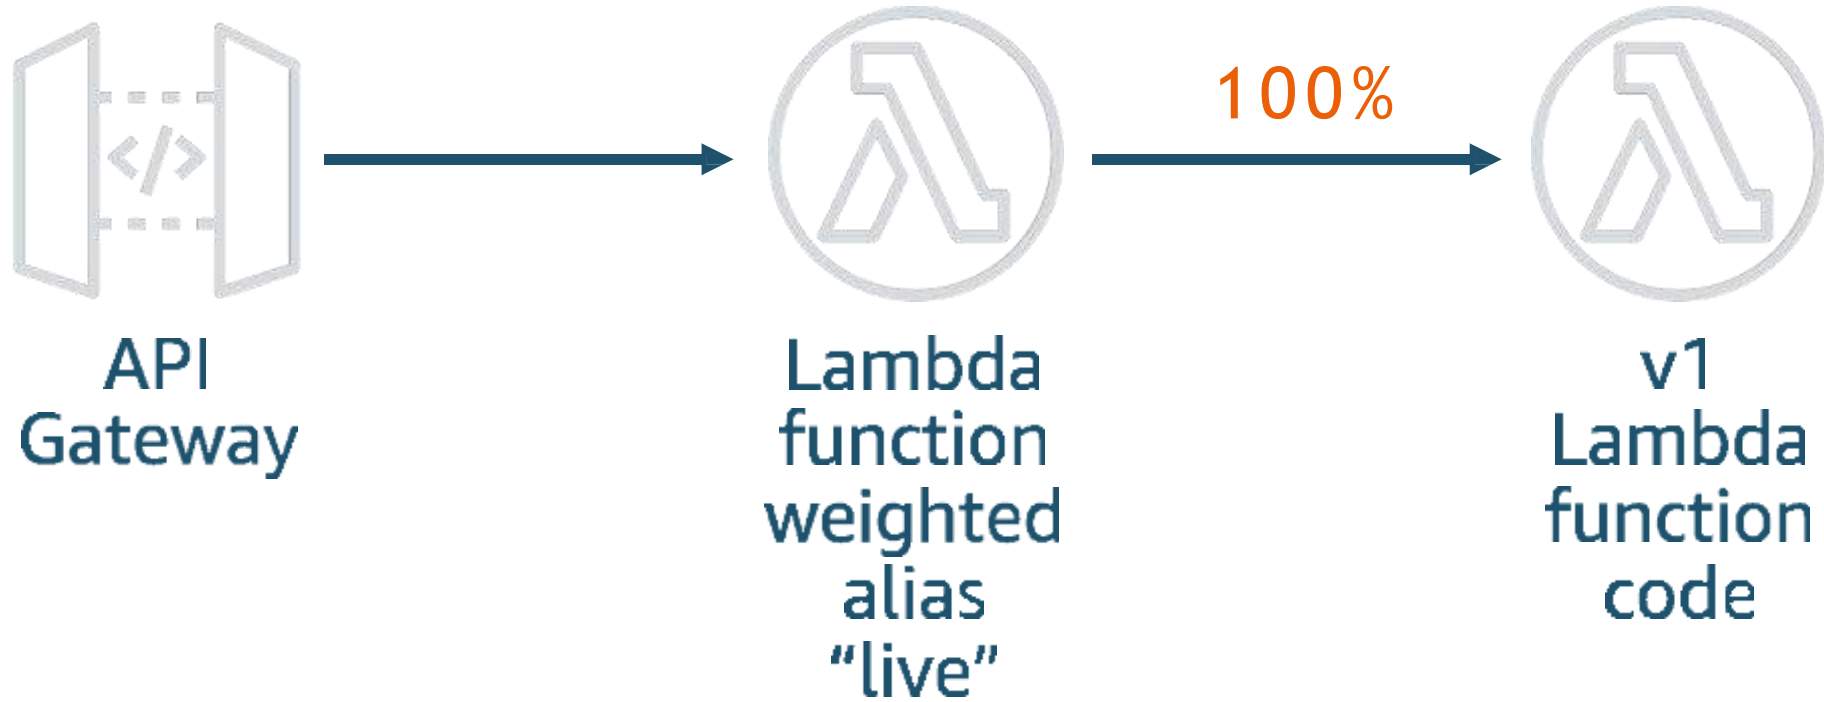 100%
</>
API
Gateway
Lambda
function
weighted
alias
“live”
v1
Lambda
function
code